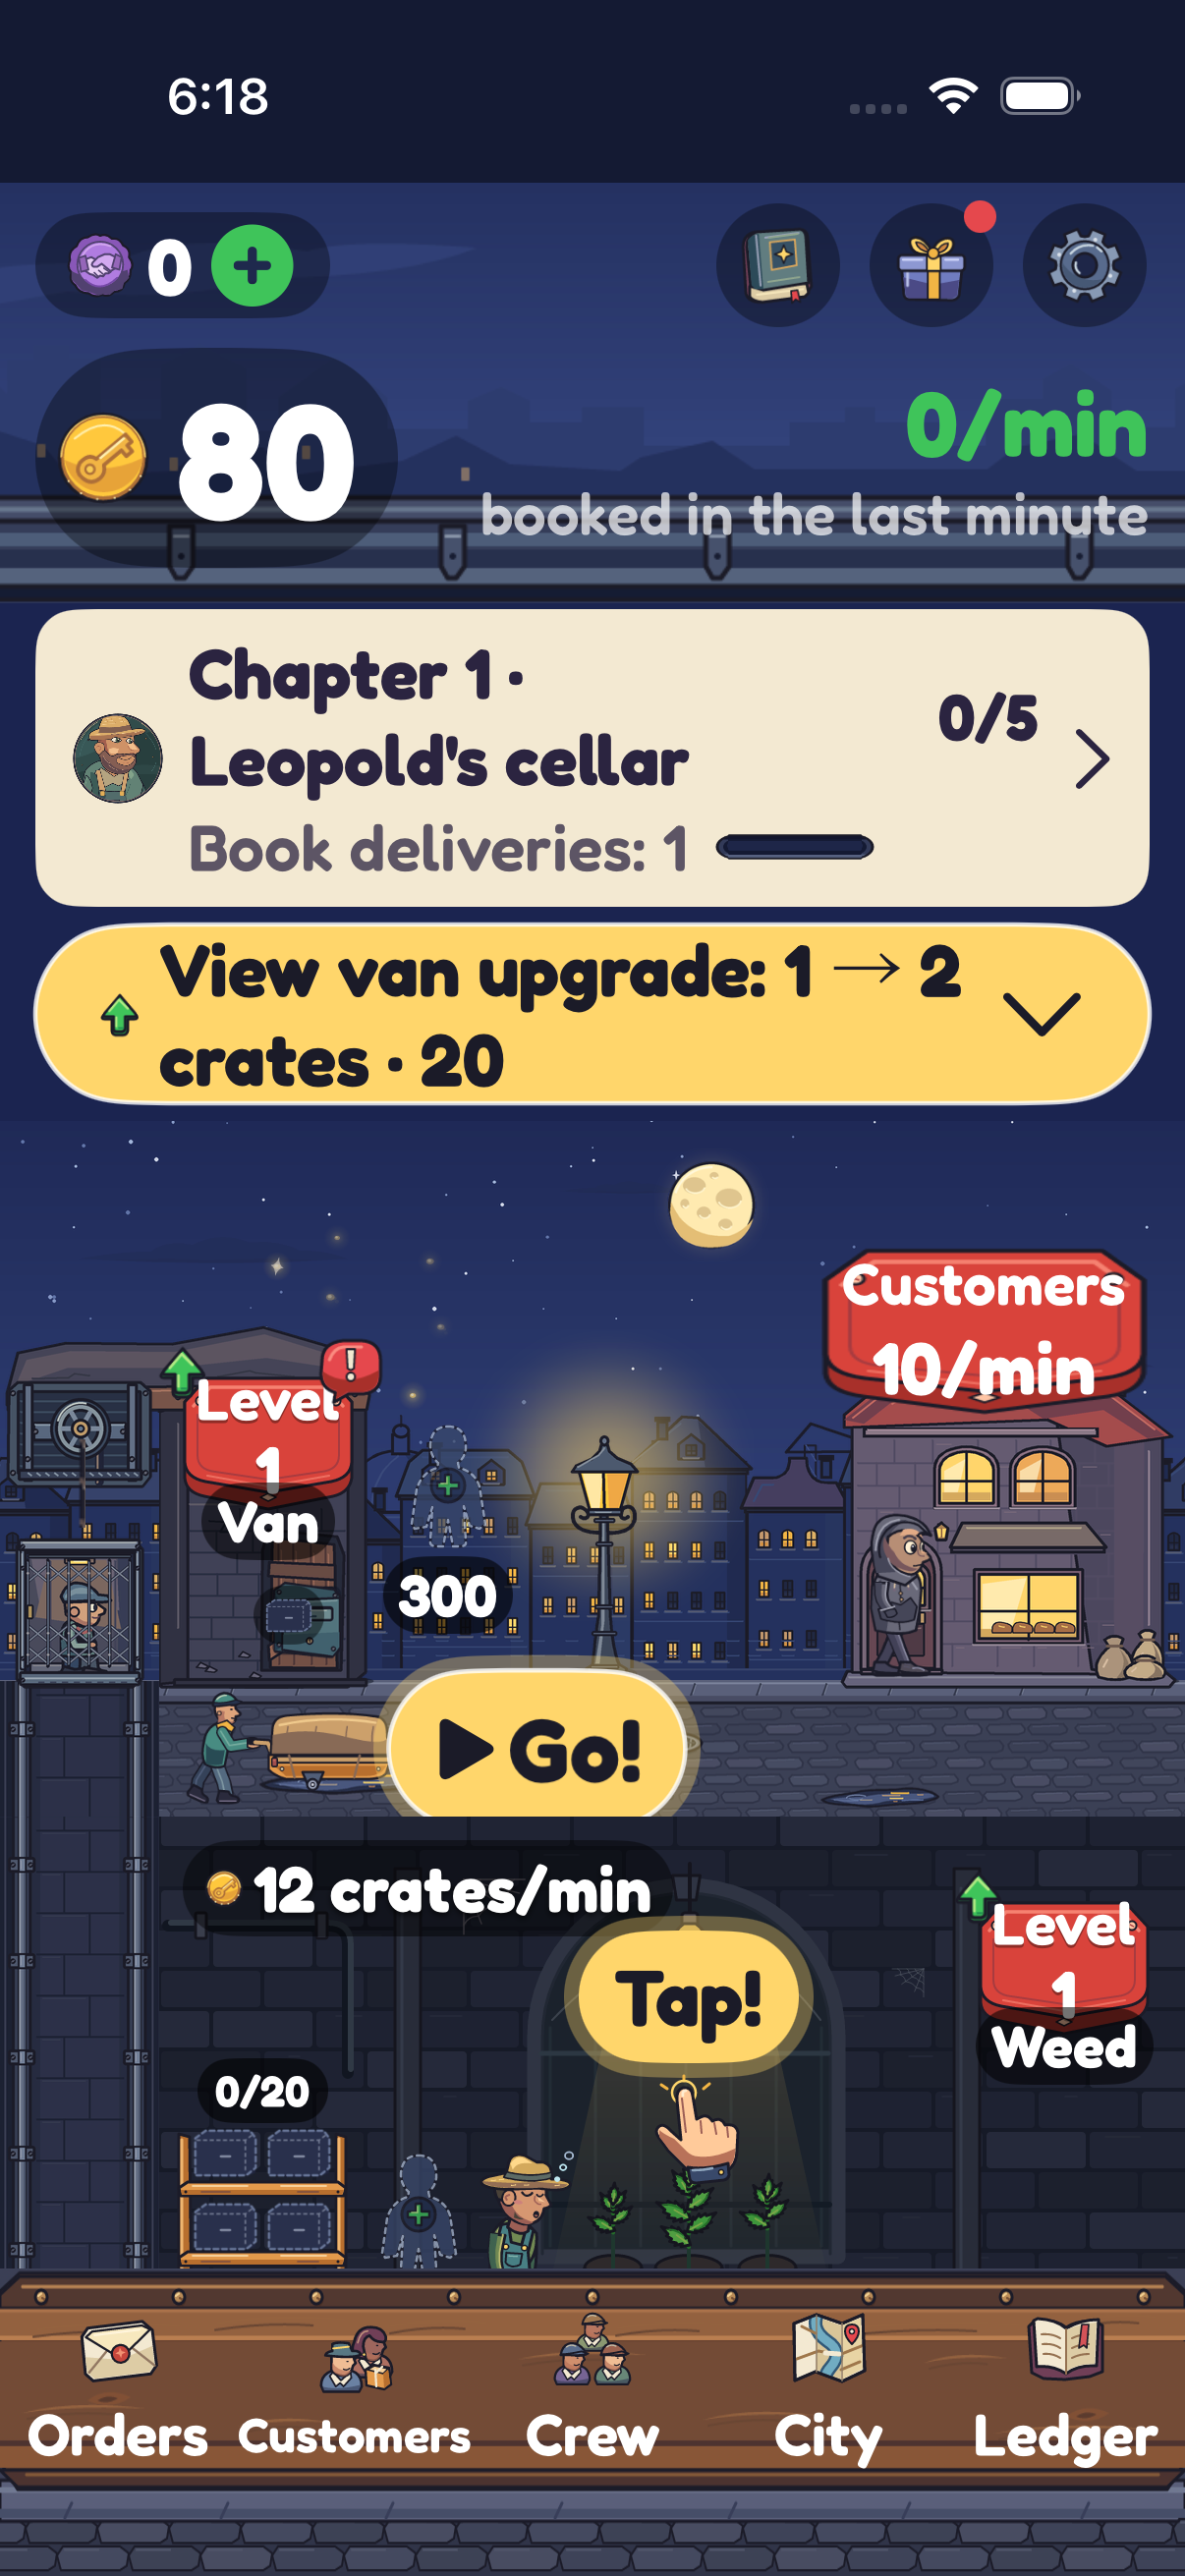 6:18
0
80
0/min
booked in the last minute
Chapter 1 ·
Leopold's cellar
0/5
Book deliveries: 1
View van upgrade: 1 → 2
crates · 20
Customers
10/min
Level
1
Van
300
Go!
12 crates/min
Tap!
Level
1
Weed
0/20
Orders
Customers
Crew
City
Ledger